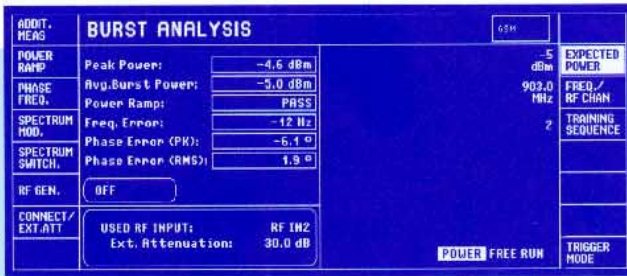 ADDIT.
MEAS
BURST ANALYSIS
GSM
POWER
RAMP
Peak Power: -4.6 dBm
-5
dBm
EXPECTED
POWER
PHASE
FREQ.
Avg.Burst Power: -5.0 dBm
Power Ramp: PASS
903.0
MHz
FREQ./
RF CHAN
SPECTRUM
MOD.
Freq. Error: -12 Hz
2
TRAINING
SEQUENCE
Phase Error (PK): -6.1 º
SPECTRUM
SWITCH.
Phase Error (RMS): 1.9 º
RF GEN.
OFF
CONNECT/
EXT.ATT
USED RF INPUT: RF IN2
Ext. Attenuation: 30.0 dB
POWER FREE RUN
TRIGGER
MODE